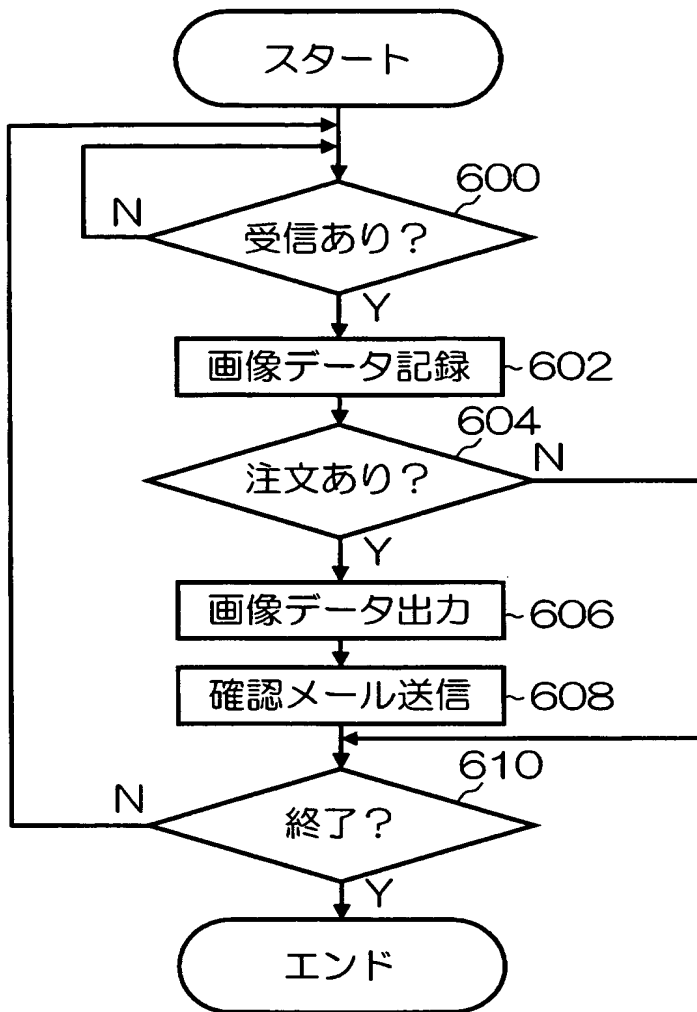 スタート
600
N
受信あり？
Y
画像データ記録
602
604
N
注文あり？
Y
画像データ出力
606
確認メール送信
608
610
N
終了？
Y
エンド